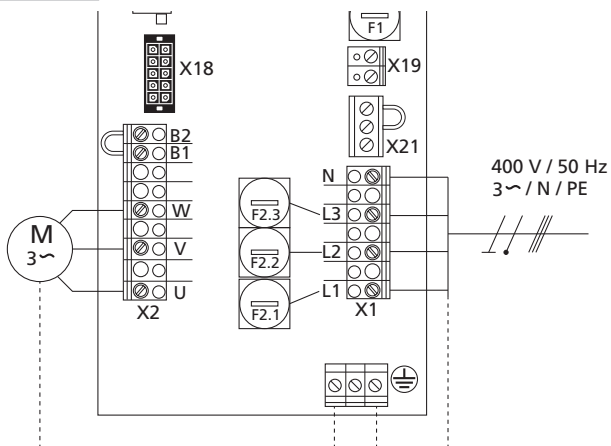 F1
X18
X19
B2
B1
X21
400 V / 50 Hz
3~ / N / PE
N
W
F2.3
L3
M
3~
V
F2.2
L2
U
F2.1
L1
X2
X1